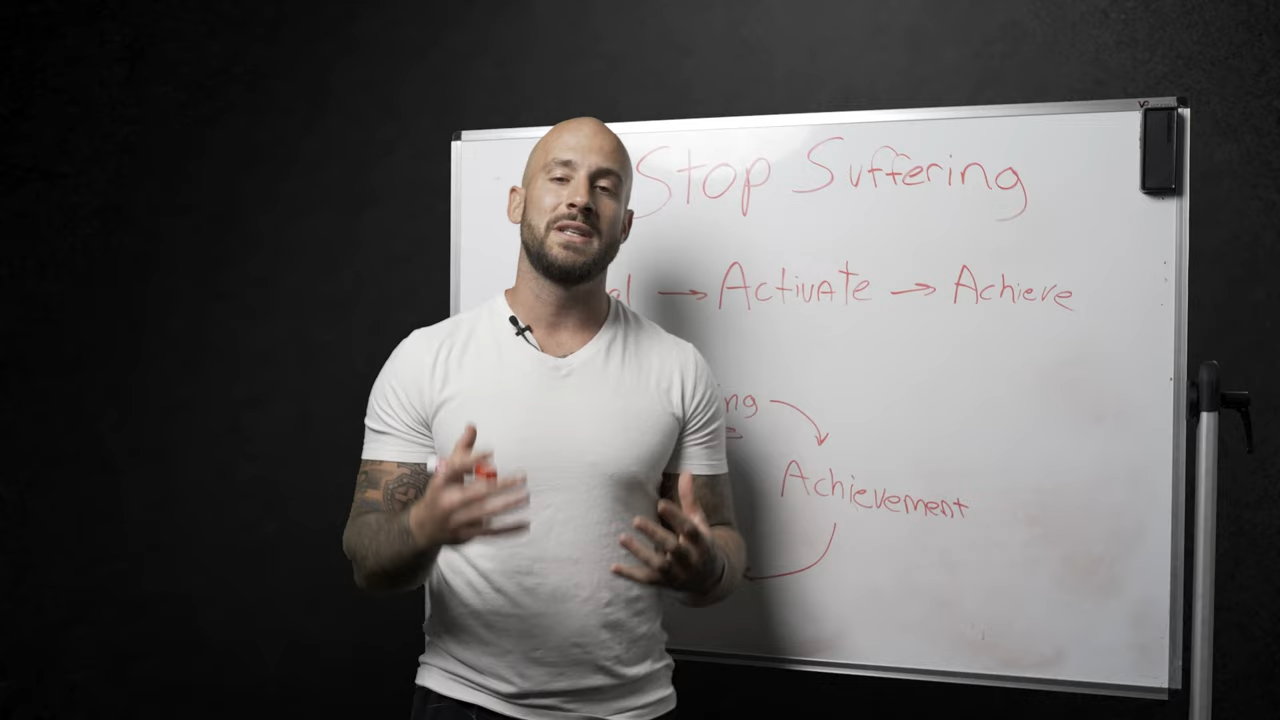 Stop Suffering
→ Activate → Achieve
Achievement